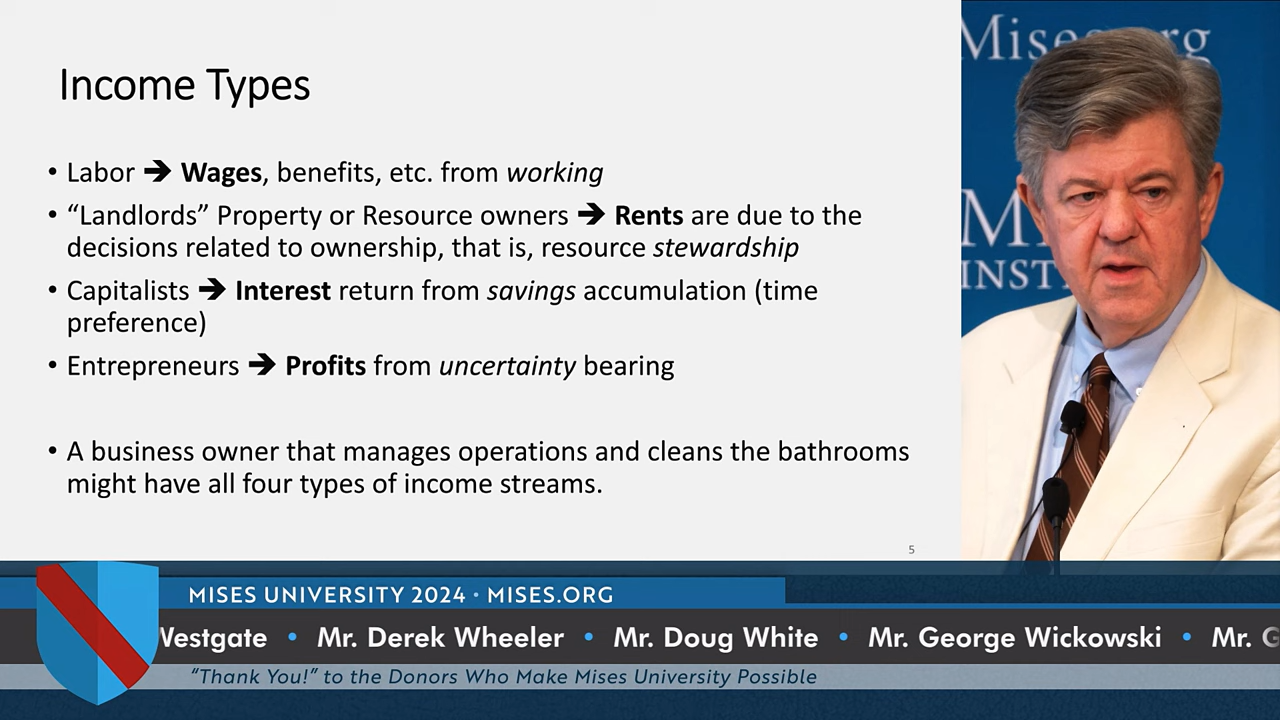 Income Types
• Labor ➔ Wages, benefits, etc. from working
• “Landlords” Property or Resource owners ➔ Rents are due to the
decisions related to ownership, that is, resource stewardship
• Capitalists ➔ Interest return from savings accumulation (time
preference)
• Entrepreneurs ➔ Profits from uncertainty bearing
• A business owner that manages operations and cleans the bathrooms
might have all four types of income streams.
5
Mises.org
INST
MISES UNIVERSITY 2024 • MISES.ORG
Westgate • Mr. Derek Wheeler • Mr. Doug White • Mr. George Wickowski • Mr. G
“Thank You!” to the Donors Who Make Mises University Possible